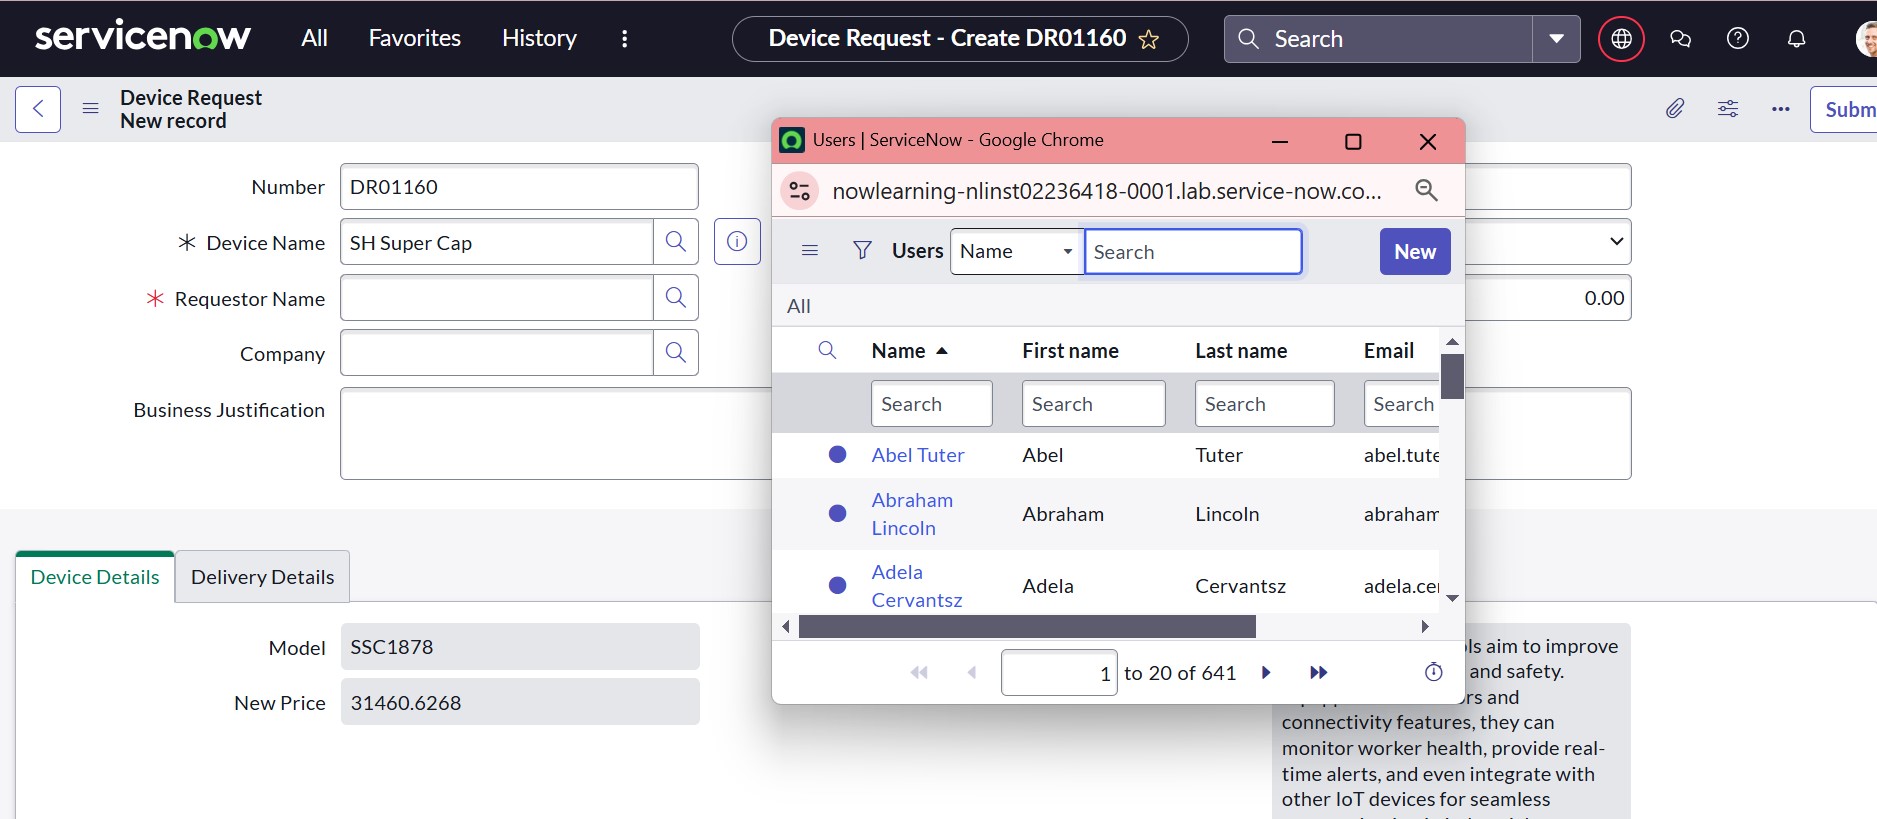 servicenow All Favorites History Device Request - Create DR01160 Search
Device Request
New record
Subm
Number DR01160
Device Name SH Super Cap
Requestor Name
0.00
Company
Business Justification
Device Details Delivery Details
Model SSC1878
New Price 31460.6268
Users | ServiceNow - Google Chrome
nowlearning-nlinst02236418-0001.lab.service-now.co...
Users Name Search New
All
Name First name Last name Email
Search Search Search Search
Abel Tuter Abel Tuter abel.tute
Abraham
Lincoln Abraham Lincoln abraham
Adela
Cervantsz Adela Cervantsz adela.cer
1 to 20 of 641
ls aim to improve
and safety.
rs and
connectivity features, they can
monitor worker health, provide real-
time alerts, and even integrate with
other IoT devices for seamless